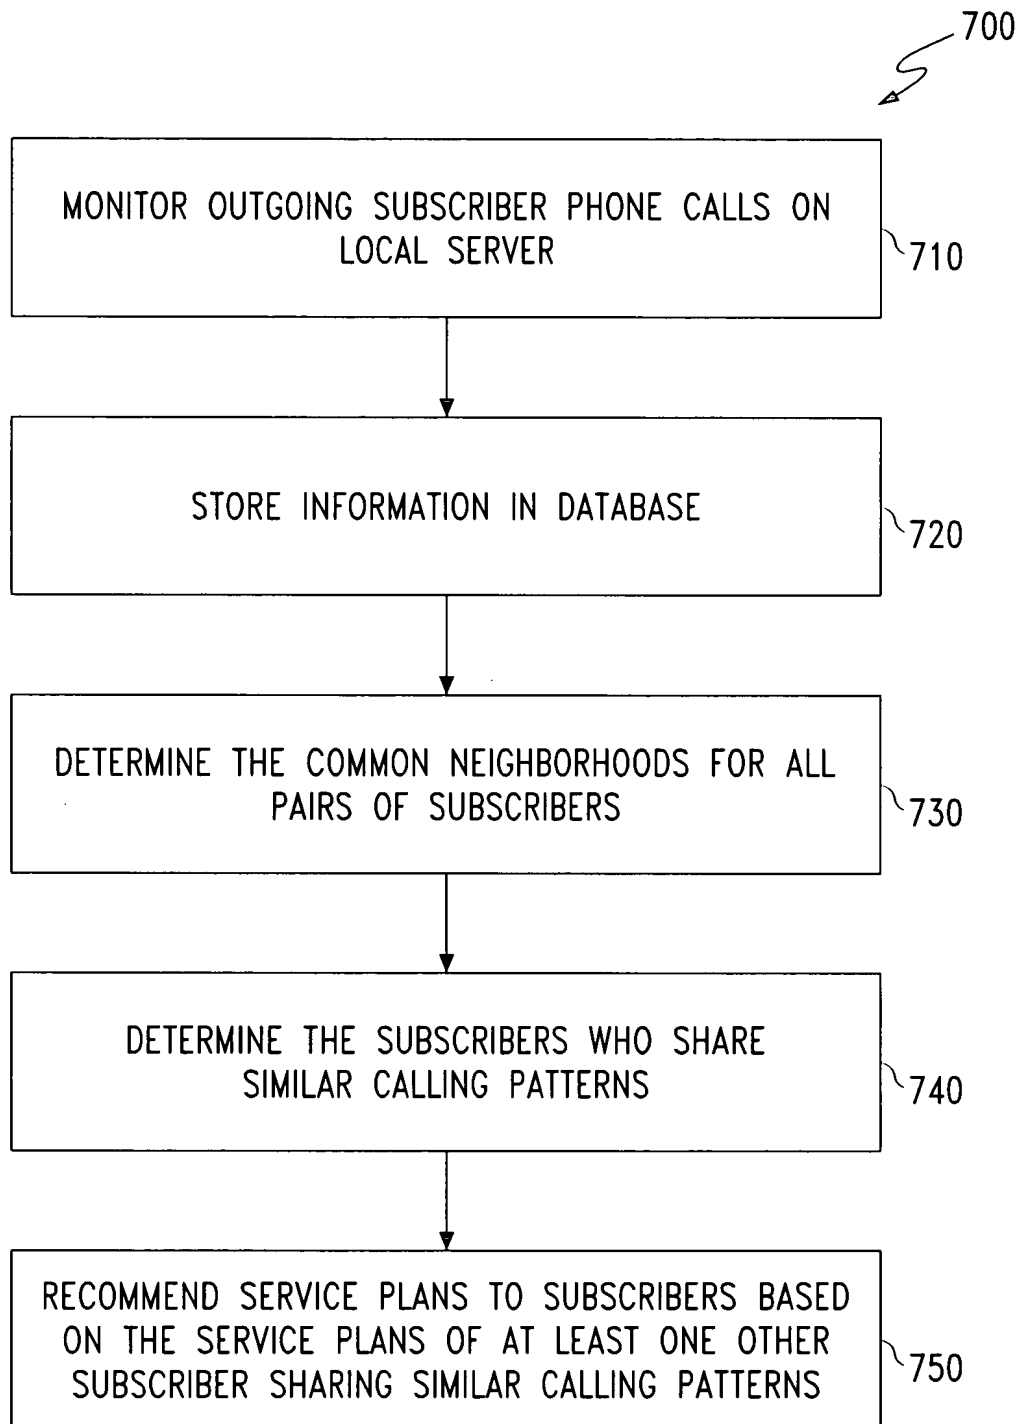 700
MONITOR OUTGOING SUBSCRIBER PHONE CALLS ON
LOCAL SERVER
710
STORE INFORMATION IN DATABASE
720
DETERMINE THE COMMON NEIGHBORHOODS FOR ALL
PAIRS OF SUBSCRIBERS
730
DETERMINE THE SUBSCRIBERS WHO SHARE
SIMILAR CALLING PATTERNS
740
RECOMMEND SERVICE PLANS TO SUBSCRIBERS BASED
ON THE SERVICE PLANS OF AT LEAST ONE OTHER
SUBSCRIBER SHARING SIMILAR CALLING PATTERNS
750